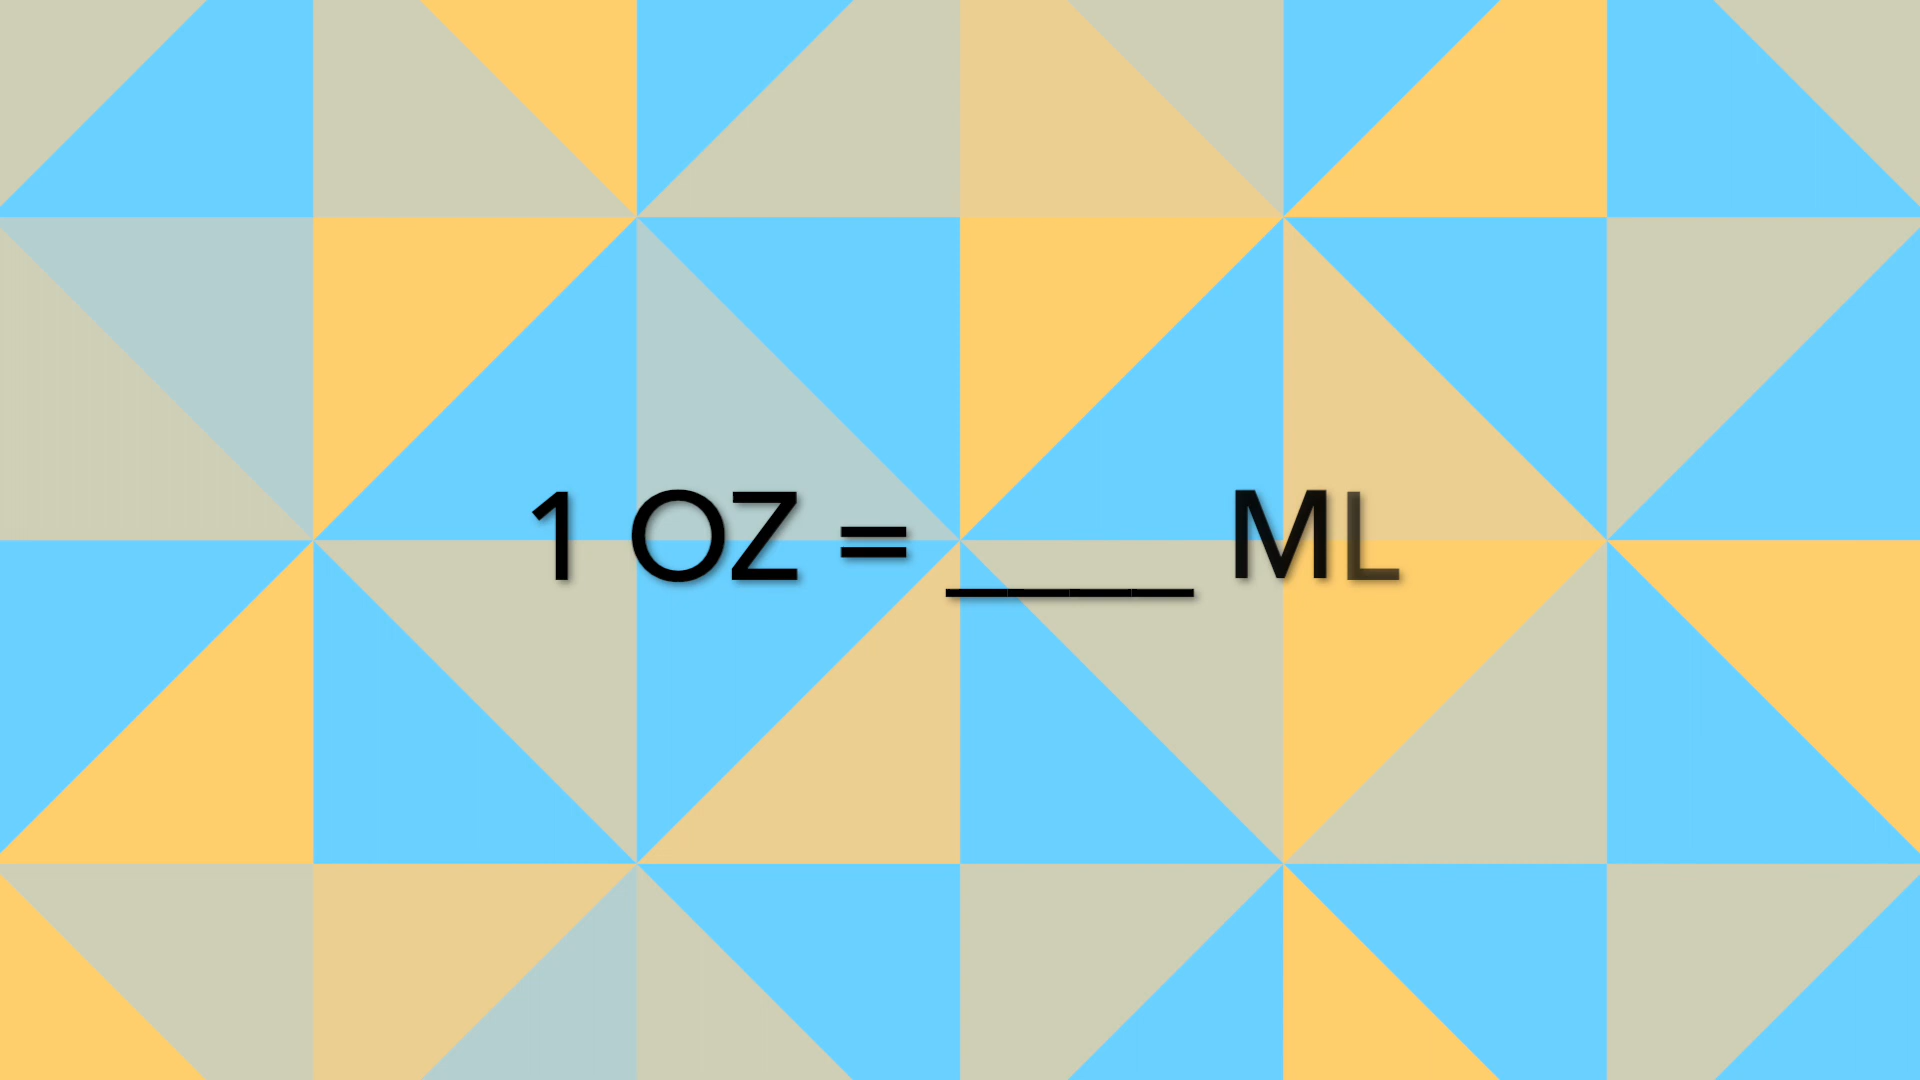 1 OZ = ____ ML